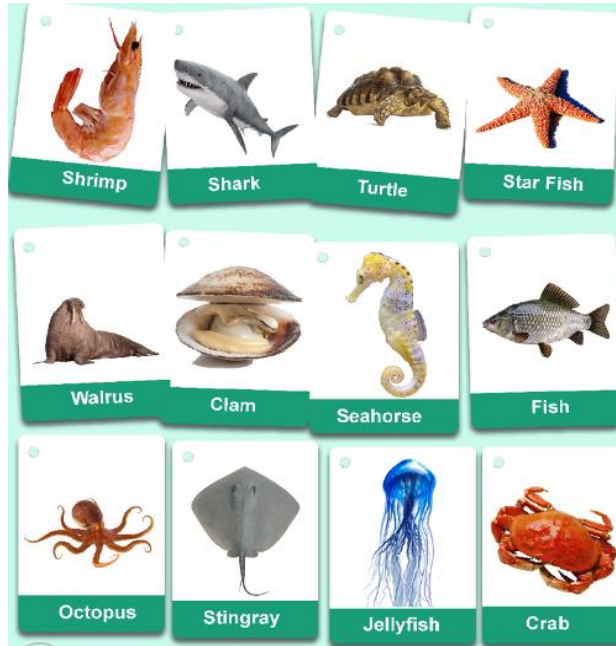 Shrimp
Shark
Turtle
Star Fish
Walrus
Clam
Seahorse
Fish
Octopus
Stingray
Jellyfish
Crab